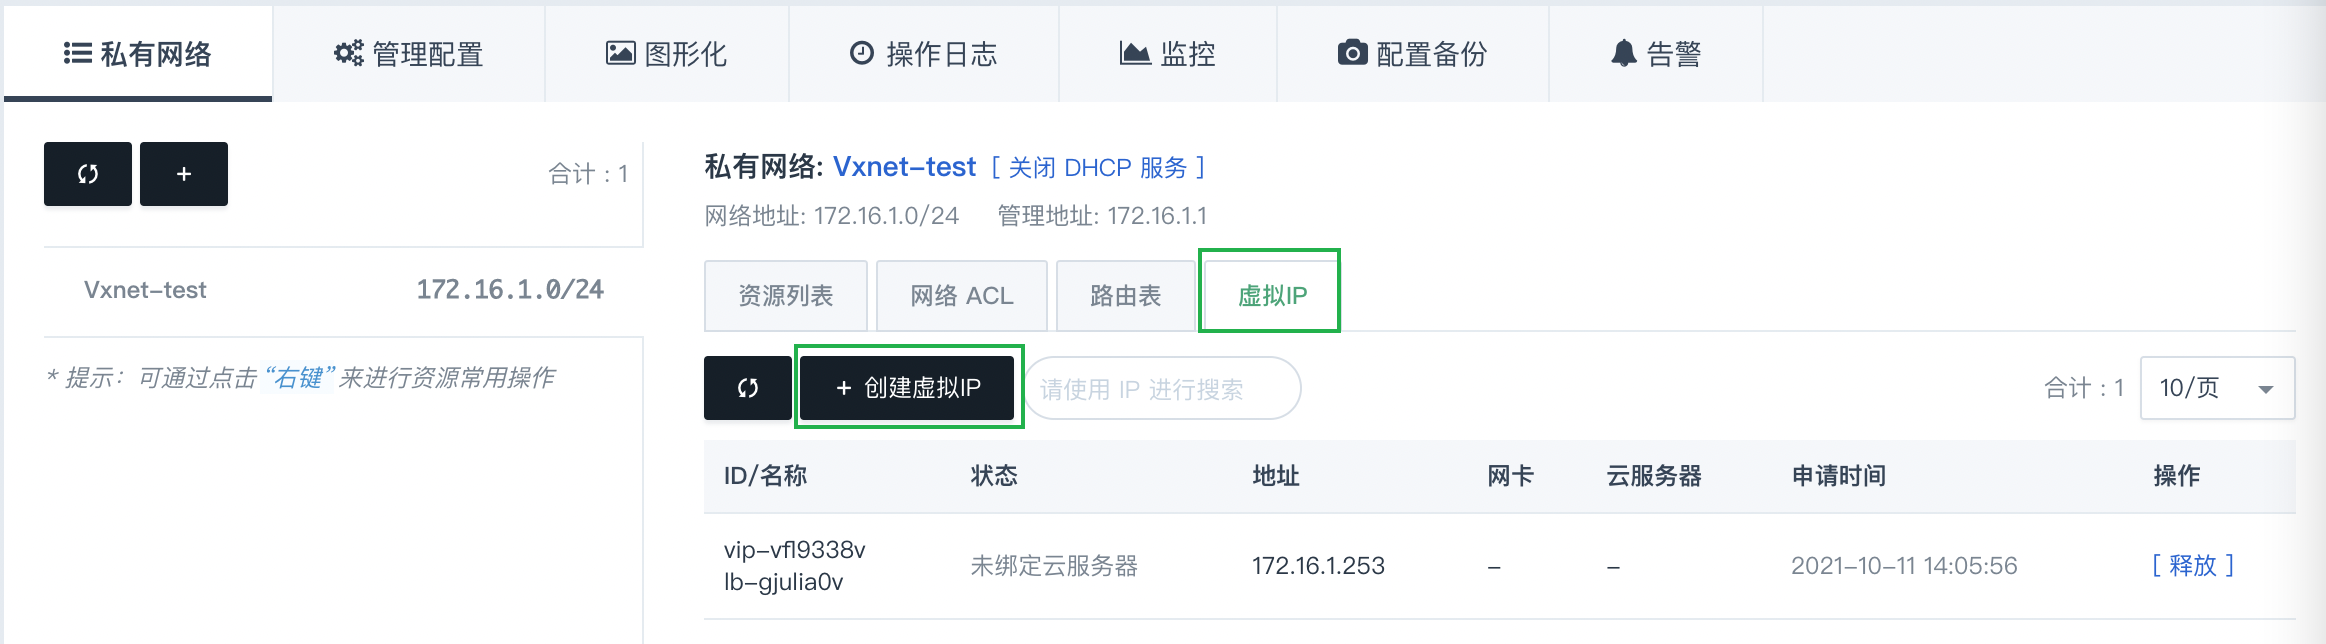 私有网络 管理配置 图形化 操作日志 监控 配置备份 告警
+ 合计：1
Vxnet-test 172.16.1.0/24
* 提示：可通过点击“右键”来进行资源常用操作
私有网络: Vxnet-test [ 关闭 DHCP 服务 ]
网络地址: 172.16.1.0/24 管理地址: 172.16.1.1
资源列表 网络 ACL 路由表 虚拟IP
+ 创建虚拟IP 请使用 IP 进行搜索 合计：1 10/页
ID/名称 状态 地址 网卡 云服务器 申请时间 操作
vip-vfl9338v
lb-gjulia0v
未绑定云服务器 172.16.1.253 – – 2021-10-11 14:05:56 [ 释放 ]